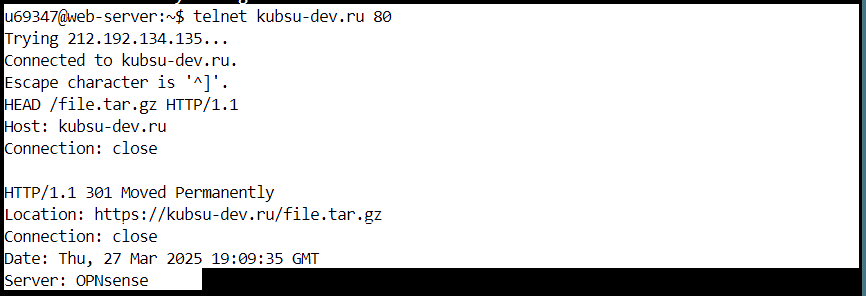 u69347@web-server:~$ telnet kubsu-dev.ru 80
Trying 212.192.134.135...
Connected to kubsu-dev.ru.
Escape character is '^]'.
HEAD /file.tar.gz HTTP/1.1
Host: kubsu-dev.ru
Connection: close

HTTP/1.1 301 Moved Permanently
Location: https://kubsu-dev.ru/file.tar.gz
Connection: close
Date: Thu, 27 Mar 2025 19:09:35 GMT
Server: OPNsense